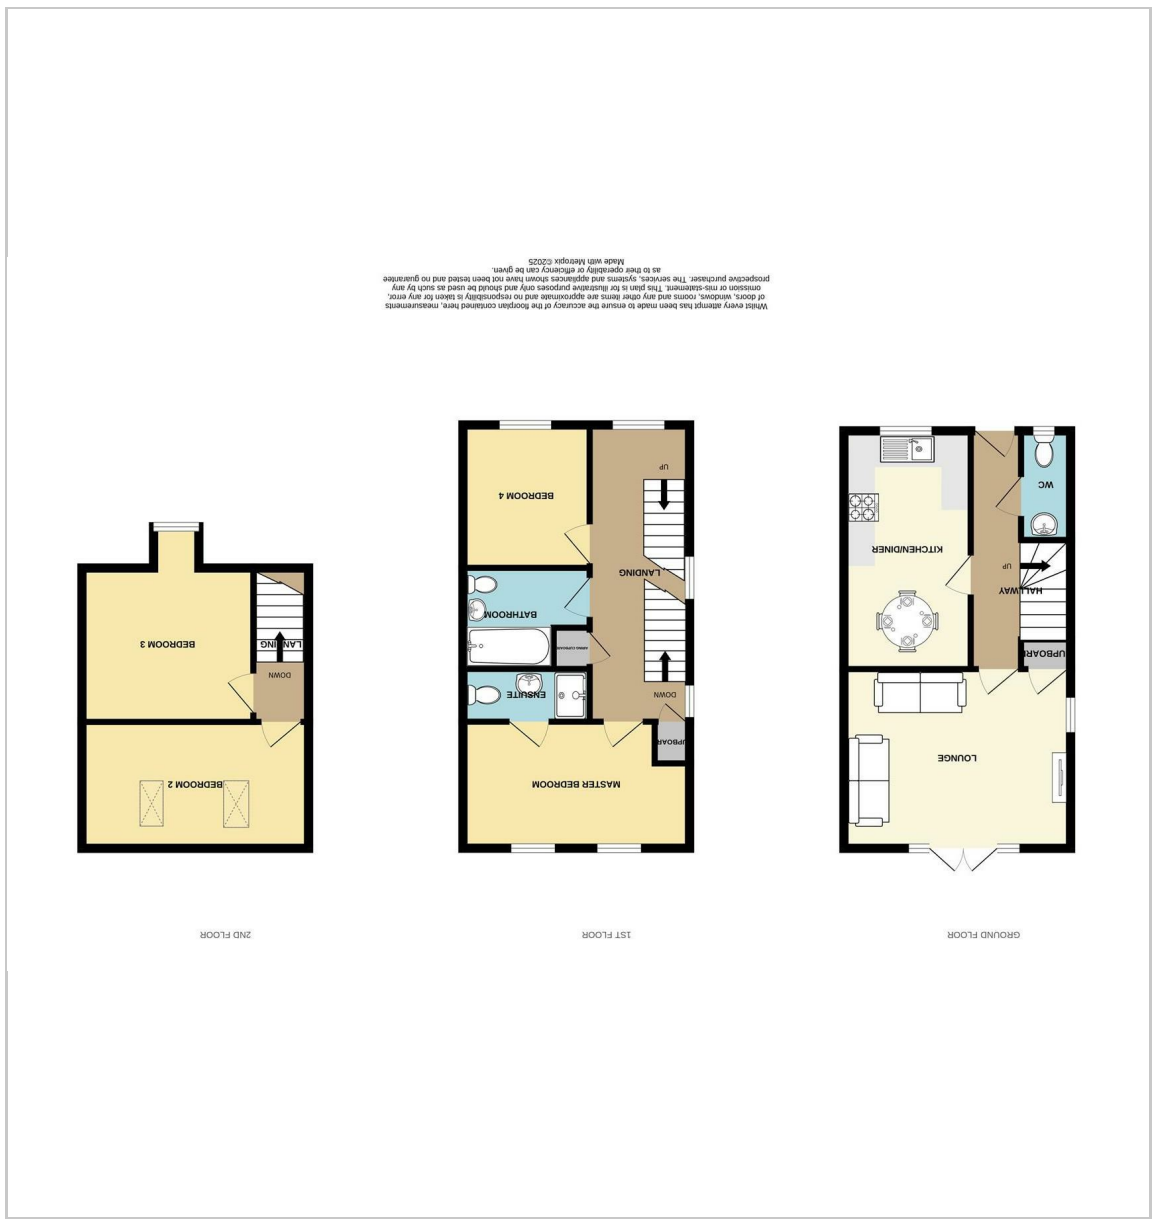 GROUND FLOOR
LOUNGE
UPBOARD
HALLWAY
UP
KITCHEN/DINER
WC
1ST FLOOR
MASTER BEDROOM
UPBOAR
DOWN
ENSUITE
AIRING CUPBOARD
BATHROOM
LANDING
BEDROOM 4
UP
2ND FLOOR
BEDROOM 2
DOWN
LANDING
BEDROOM 3
Whilst every attempt has been made to ensure the accuracy of the floorplan contained here, measurements
of doors, windows, rooms and any other items are approximate and no responsibility is taken for any error,
omission or mis-statement. This plan is for illustrative purposes only and should be used as such by any
prospective purchaser. The services, systems and appliances shown have not been tested and no guarantee
as to their operability or efficiency can be given.
Made with Metropix ©2025